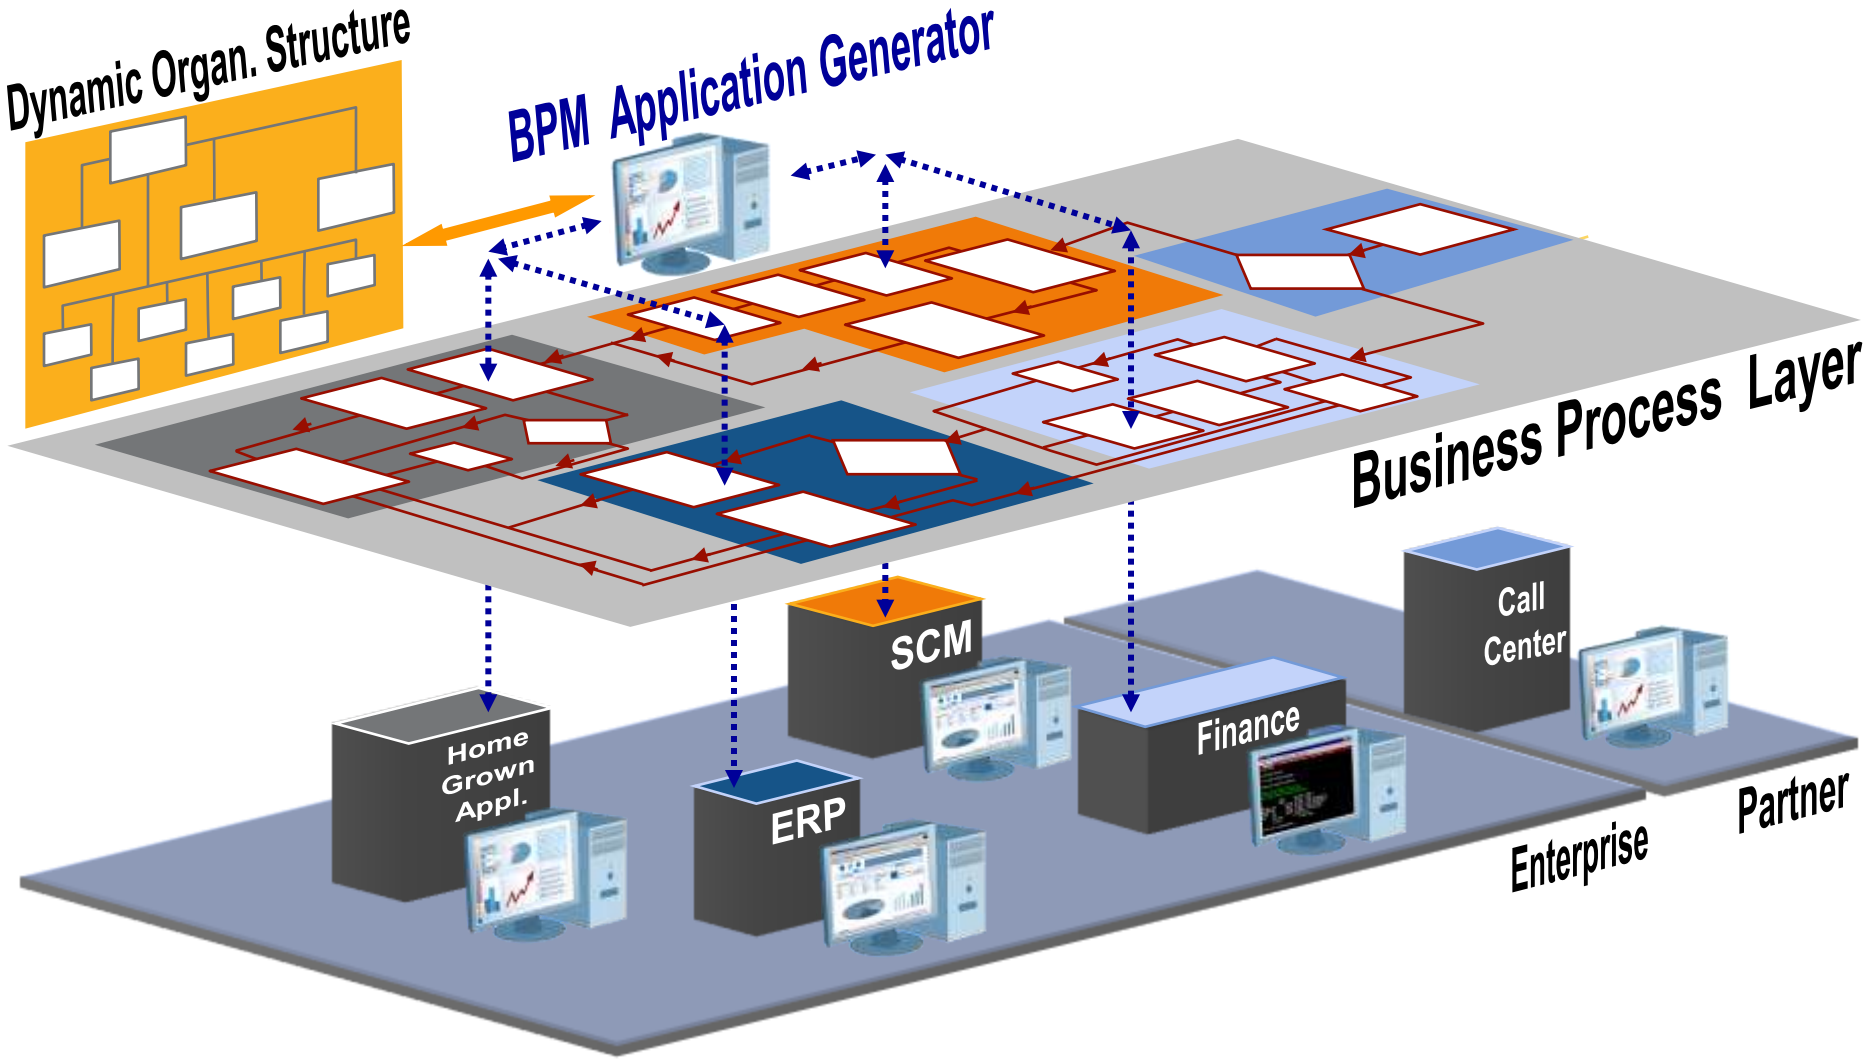 Dynamic Organ. Structure
BPM Application Generator
Business Process Layer
Call
Center
SCM
Home
Grown
Appl.
Finance
ERP
Partner
Enterprise